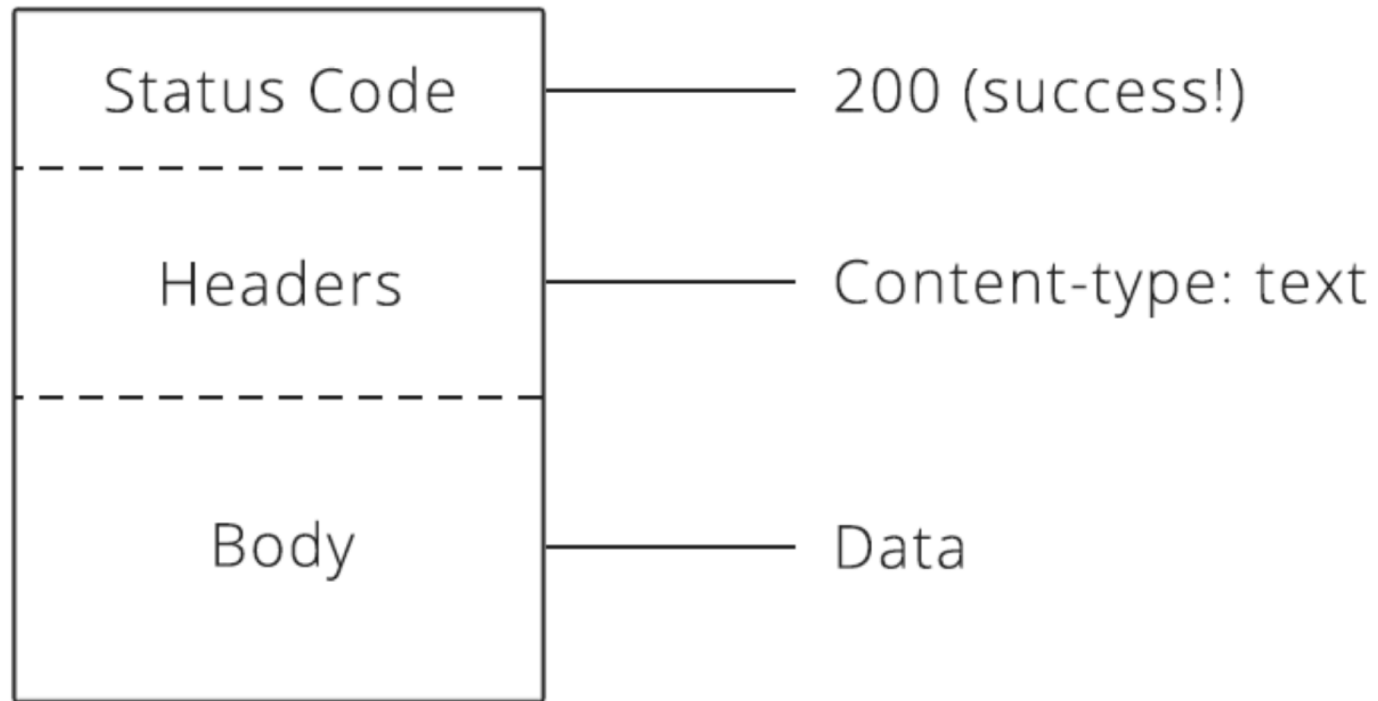 Status Code
200 (success!)
Headers
Content-type: text
Body
Data